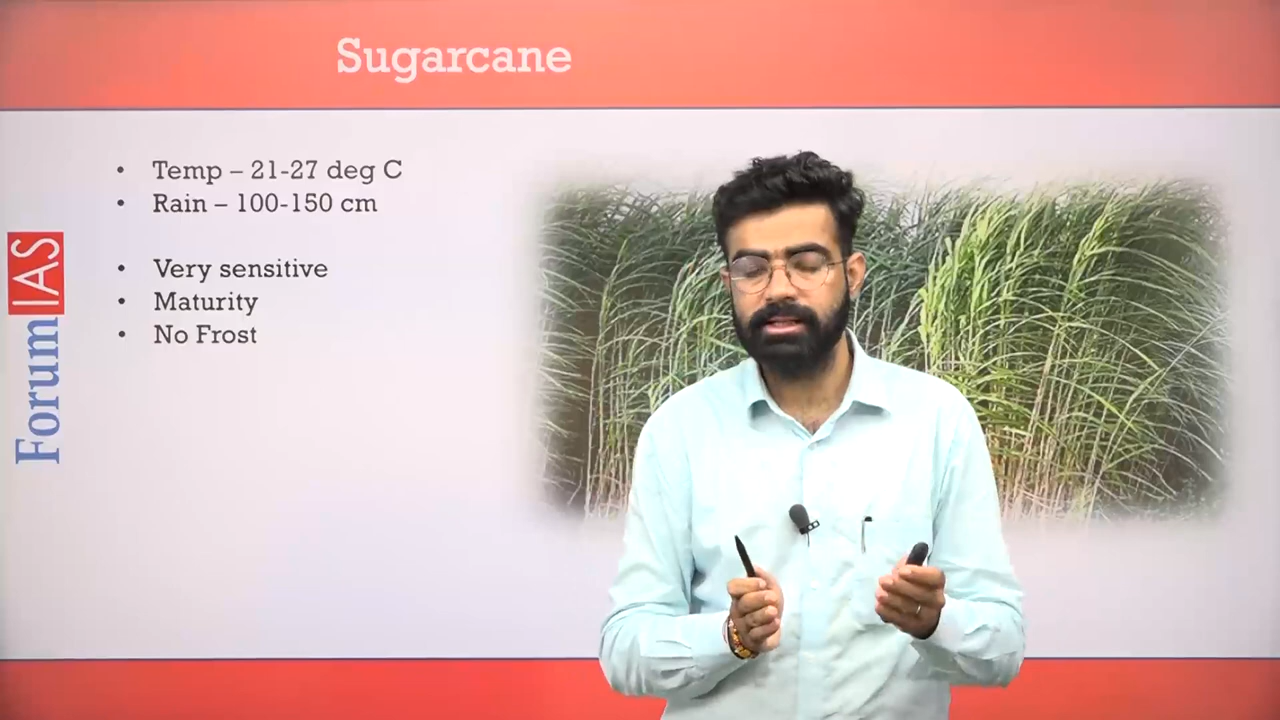 Sugarcane
• Temp – 21-27 deg C
• Rain – 100-150 cm
• Very sensitive
• Maturity
• No Frost
Forum IAS